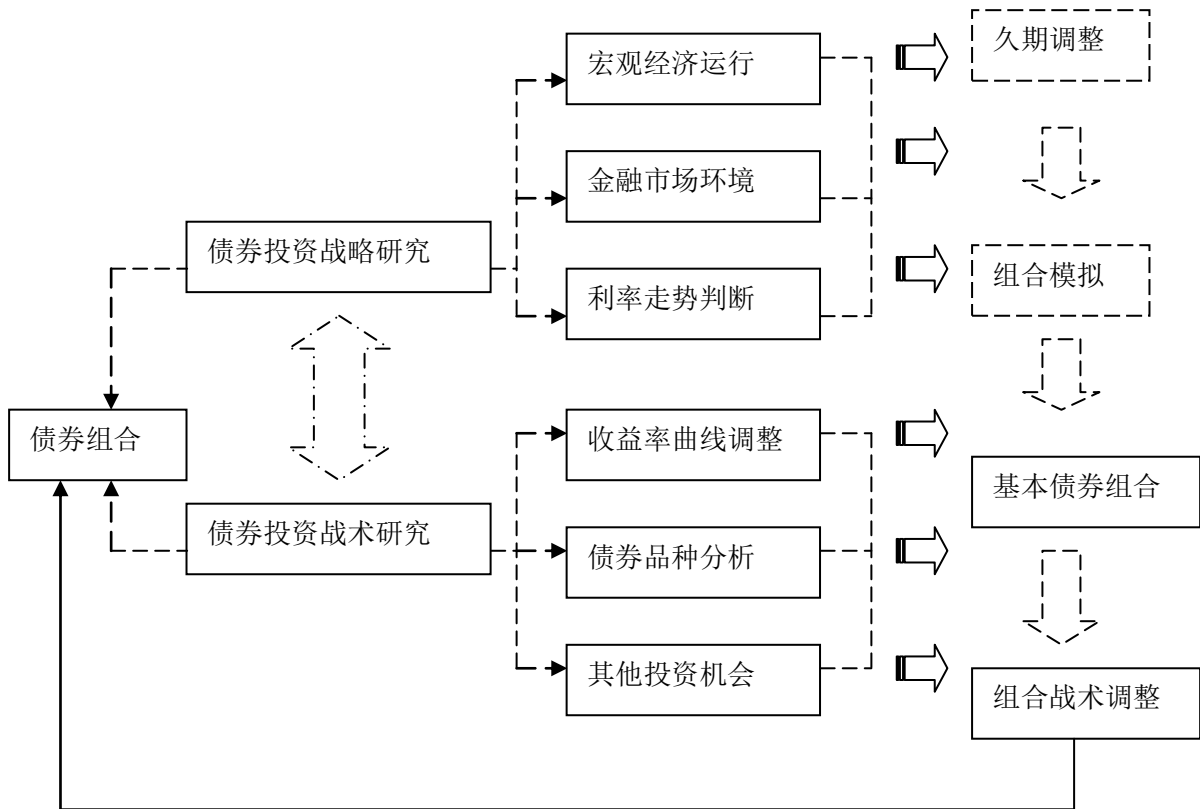 宏观经济运行
久期调整
金融市场环境
债券投资战略研究
利率走势判断
组合模拟
债券组合
收益率曲线调整
基本债券组合
债券投资战术研究
债券品种分析
其他投资机会
组合战术调整